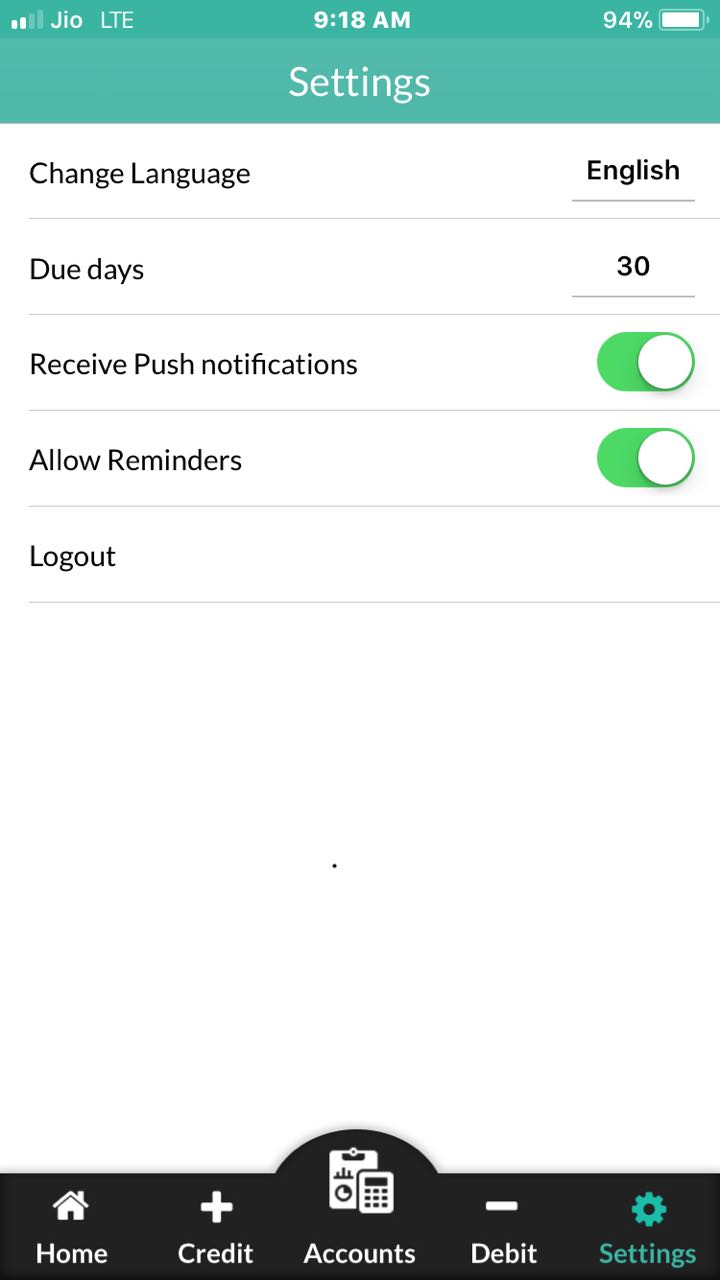 Jio LTE 9:18 AM 94%
Settings
Change Language English
Due days 30
Receive Push notifications
Allow Reminders
Logout
.
Home Credit Accounts Debit Settings